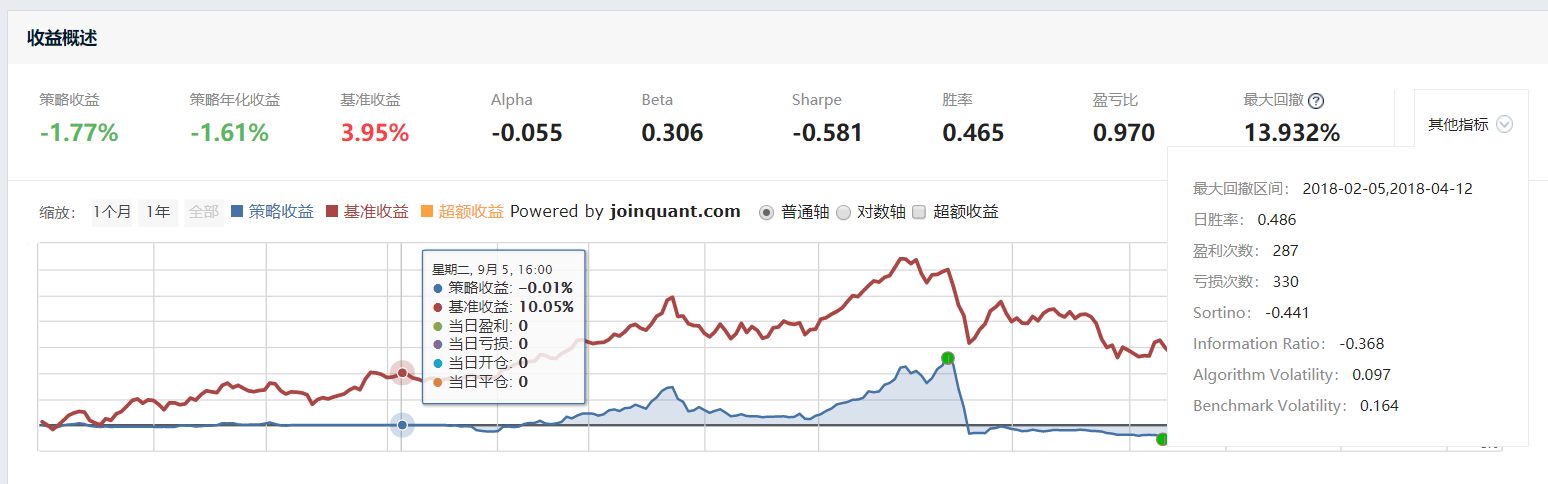 收益概述
策略收益 策略年化收益 基准收益 Alpha Beta Sharpe 胜率 盈亏比 最大回撤 ?
-1.77% -1.61% 3.95% -0.055 0.306 -0.581 0.465 0.970 13.932%
其他指标
最大回撤区间: 2018-02-05,2018-04-12
日胜率: 0.486
盈利次数: 287
亏损次数: 330
Sortino: -0.441
Information Ratio: -0.368
Algorithm Volatility: 0.097
Benchmark Volatility: 0.164
缩放: 1个月 1年 全部 策略收益 基准收益 超额收益 Powered by joinquant.com 普通轴 对数轴 超额收益
星期二, 9月 5, 16:00
策略收益: −0.01%
基准收益: 10.05%
当日盈利: 0
当日亏损: 0
当日开仓: 0
当日平仓: 0